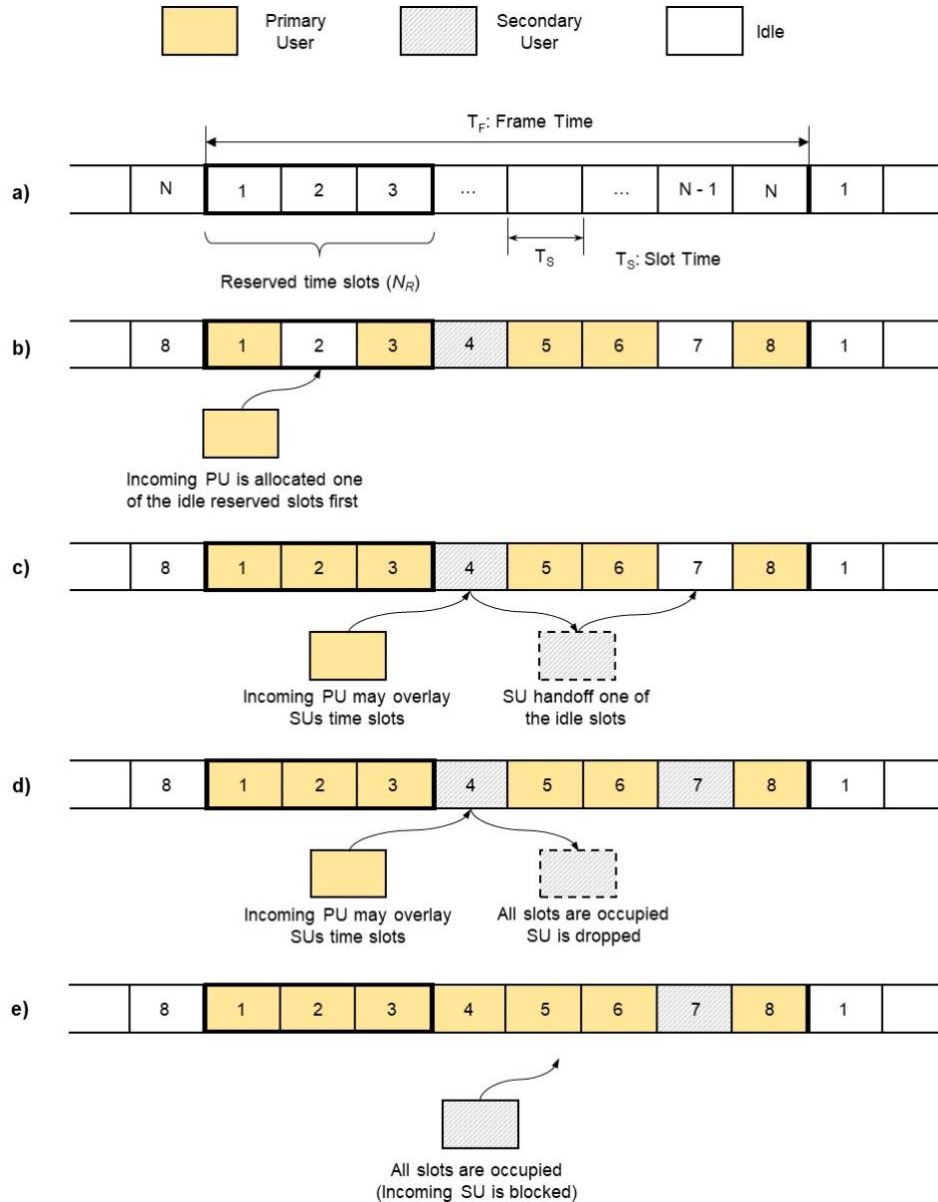 Primary
User
Secondary
User
Idle
T_F: Frame Time
a)
N 1 2 3 ... ... N - 1 N 1
T_S
T_S: Slot Time
Reserved time slots (N_R)
b)
8 1 2 3 4 5 6 7 8 1
Incoming PU is allocated one
of the idle reserved slots first
c)
8 1 2 3 4 5 6 7 8 1
Incoming PU may overlay
SUs time slots
SU handoff one of
the idle slots
d)
8 1 2 3 4 5 6 7 8 1
Incoming PU may overlay
SUs time slots
All slots are occupied
SU is dropped
e)
8 1 2 3 4 5 6 7 8 1
All slots are occupied
(Incoming SU is blocked)